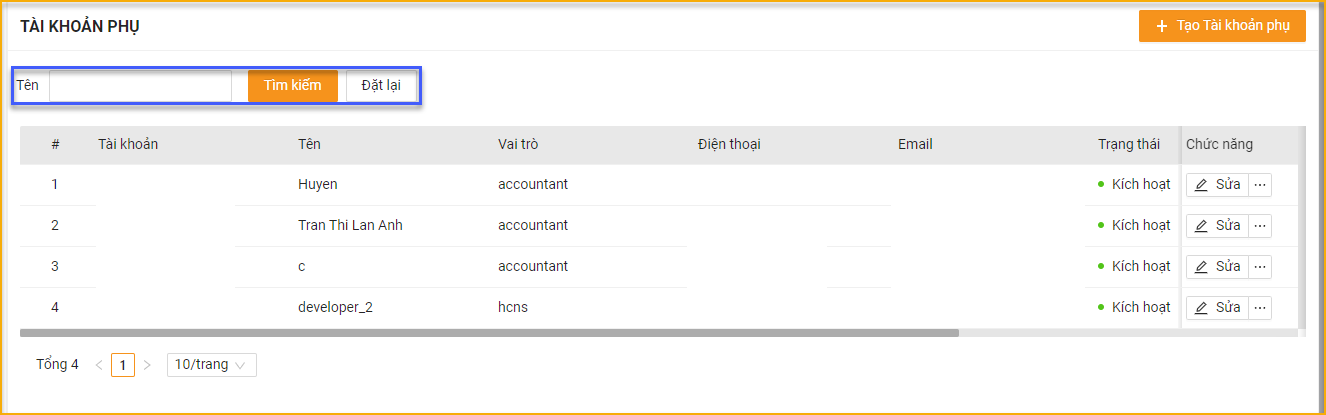 TÀI KHOẢN PHỤ
+ Tạo Tài khoản phụ
Tên Tìm kiếm Đặt lại
# Tài khoản Tên Vai trò Điện thoại Email Trạng thái Chức năng
1 Huyen accountant Kích hoạt Sửa ...
2 Tran Thi Lan Anh accountant Kích hoạt Sửa ...
3 c accountant Kích hoạt Sửa ...
4 developer_2 hcns Kích hoạt Sửa ...
Tổng 4 < 1 > 10/trang